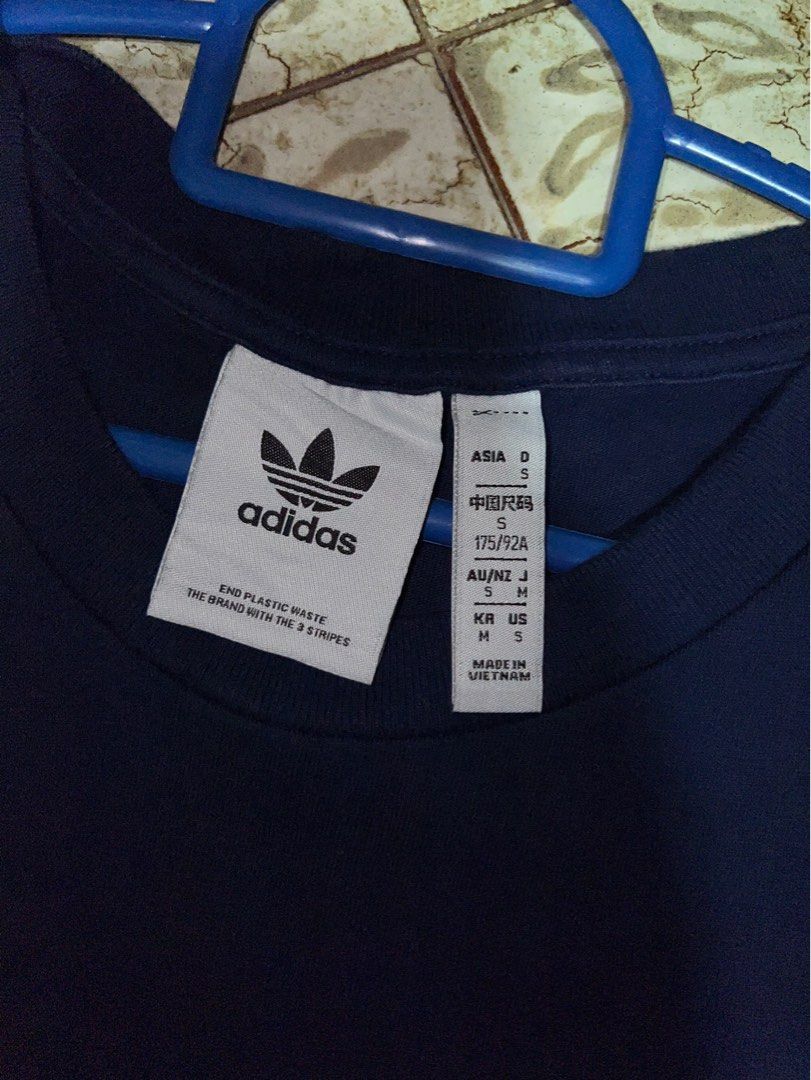 adidas
END PLASTIC WASTE
THE BRAND WITH THE 3 STRIPES
ASIA D
S
中国尺码
S
175/92A
AU/NZ J
S M
KR US
M S
MADE IN
VIETNAM